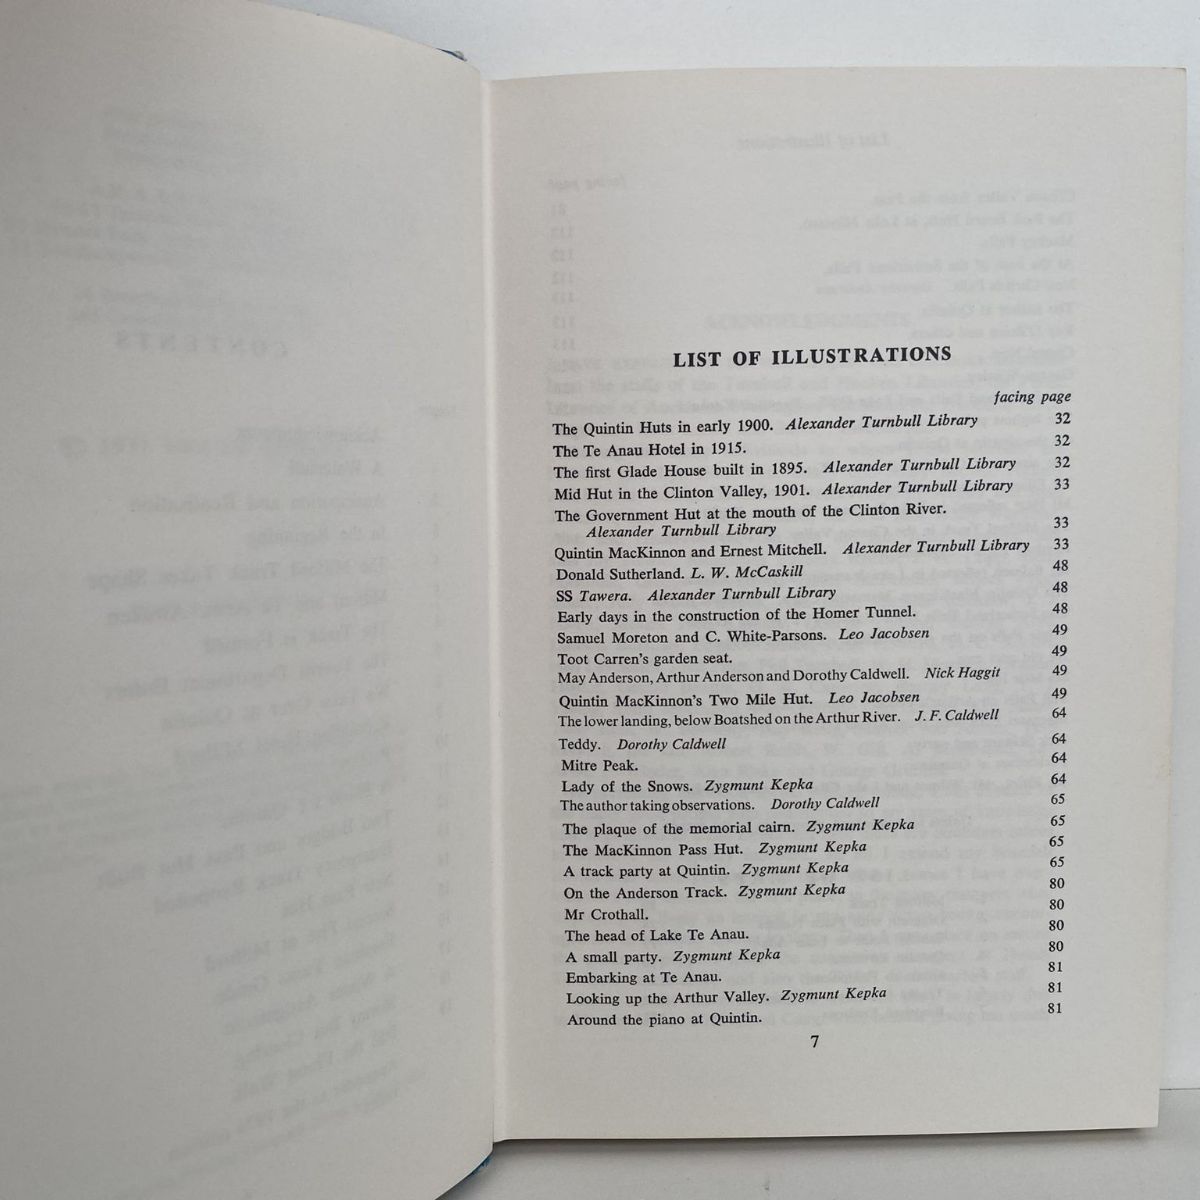 LIST OF ILLUSTRATIONS
facing page
The Quintin Huts in early 1900. Alexander Turnbull Library 32
The Te Anau Hotel in 1915. 32
The first Glade House built in 1895. Alexander Turnbull Library 32
Mid Hut in the Clinton Valley, 1901. Alexander Turnbull Library 33
The Government Hut at the mouth of the Clinton River.
Alexander Turnbull Library 33
Quintin MacKinnon and Ernest Mitchell. Alexander Turnbull Library 33
Donald Sutherland. L. W. McCaskill 48
SS Tawera. Alexander Turnbull Library 48
Early days in the construction of the Homer Tunnel. 48
Samuel Moreton and C. White-Parsons. Leo Jacobsen 49
Toot Carren's garden seat. 49
May Anderson, Arthur Anderson and Dorothy Caldwell. Nick Haggit 49
Quintin MacKinnon's Two Mile Hut. Leo Jacobsen 49
The lower landing, below Boatshed on the Arthur River. J. F. Caldwell 64
Teddy. Dorothy Caldwell 64
Mitre Peak. 64
Lady of the Snows. Zygmunt Kepka 64
The author taking observations. Dorothy Caldwell 65
The plaque of the memorial cairn. Zygmunt Kepka 65
The MacKinnon Pass Hut. Zygmunt Kepka 65
A track party at Quintin. Zygmunt Kepka 65
On the Anderson Track. Zygmunt Kepka 80
Mr Crothall. 80
The head of Lake Te Anau. 80
A small party. Zygmunt Kepka 80
Embarking at Te Anau. 81
Looking up the Arthur Valley. Zygmunt Kepka 81
Around the piano at Quintin. 81
7